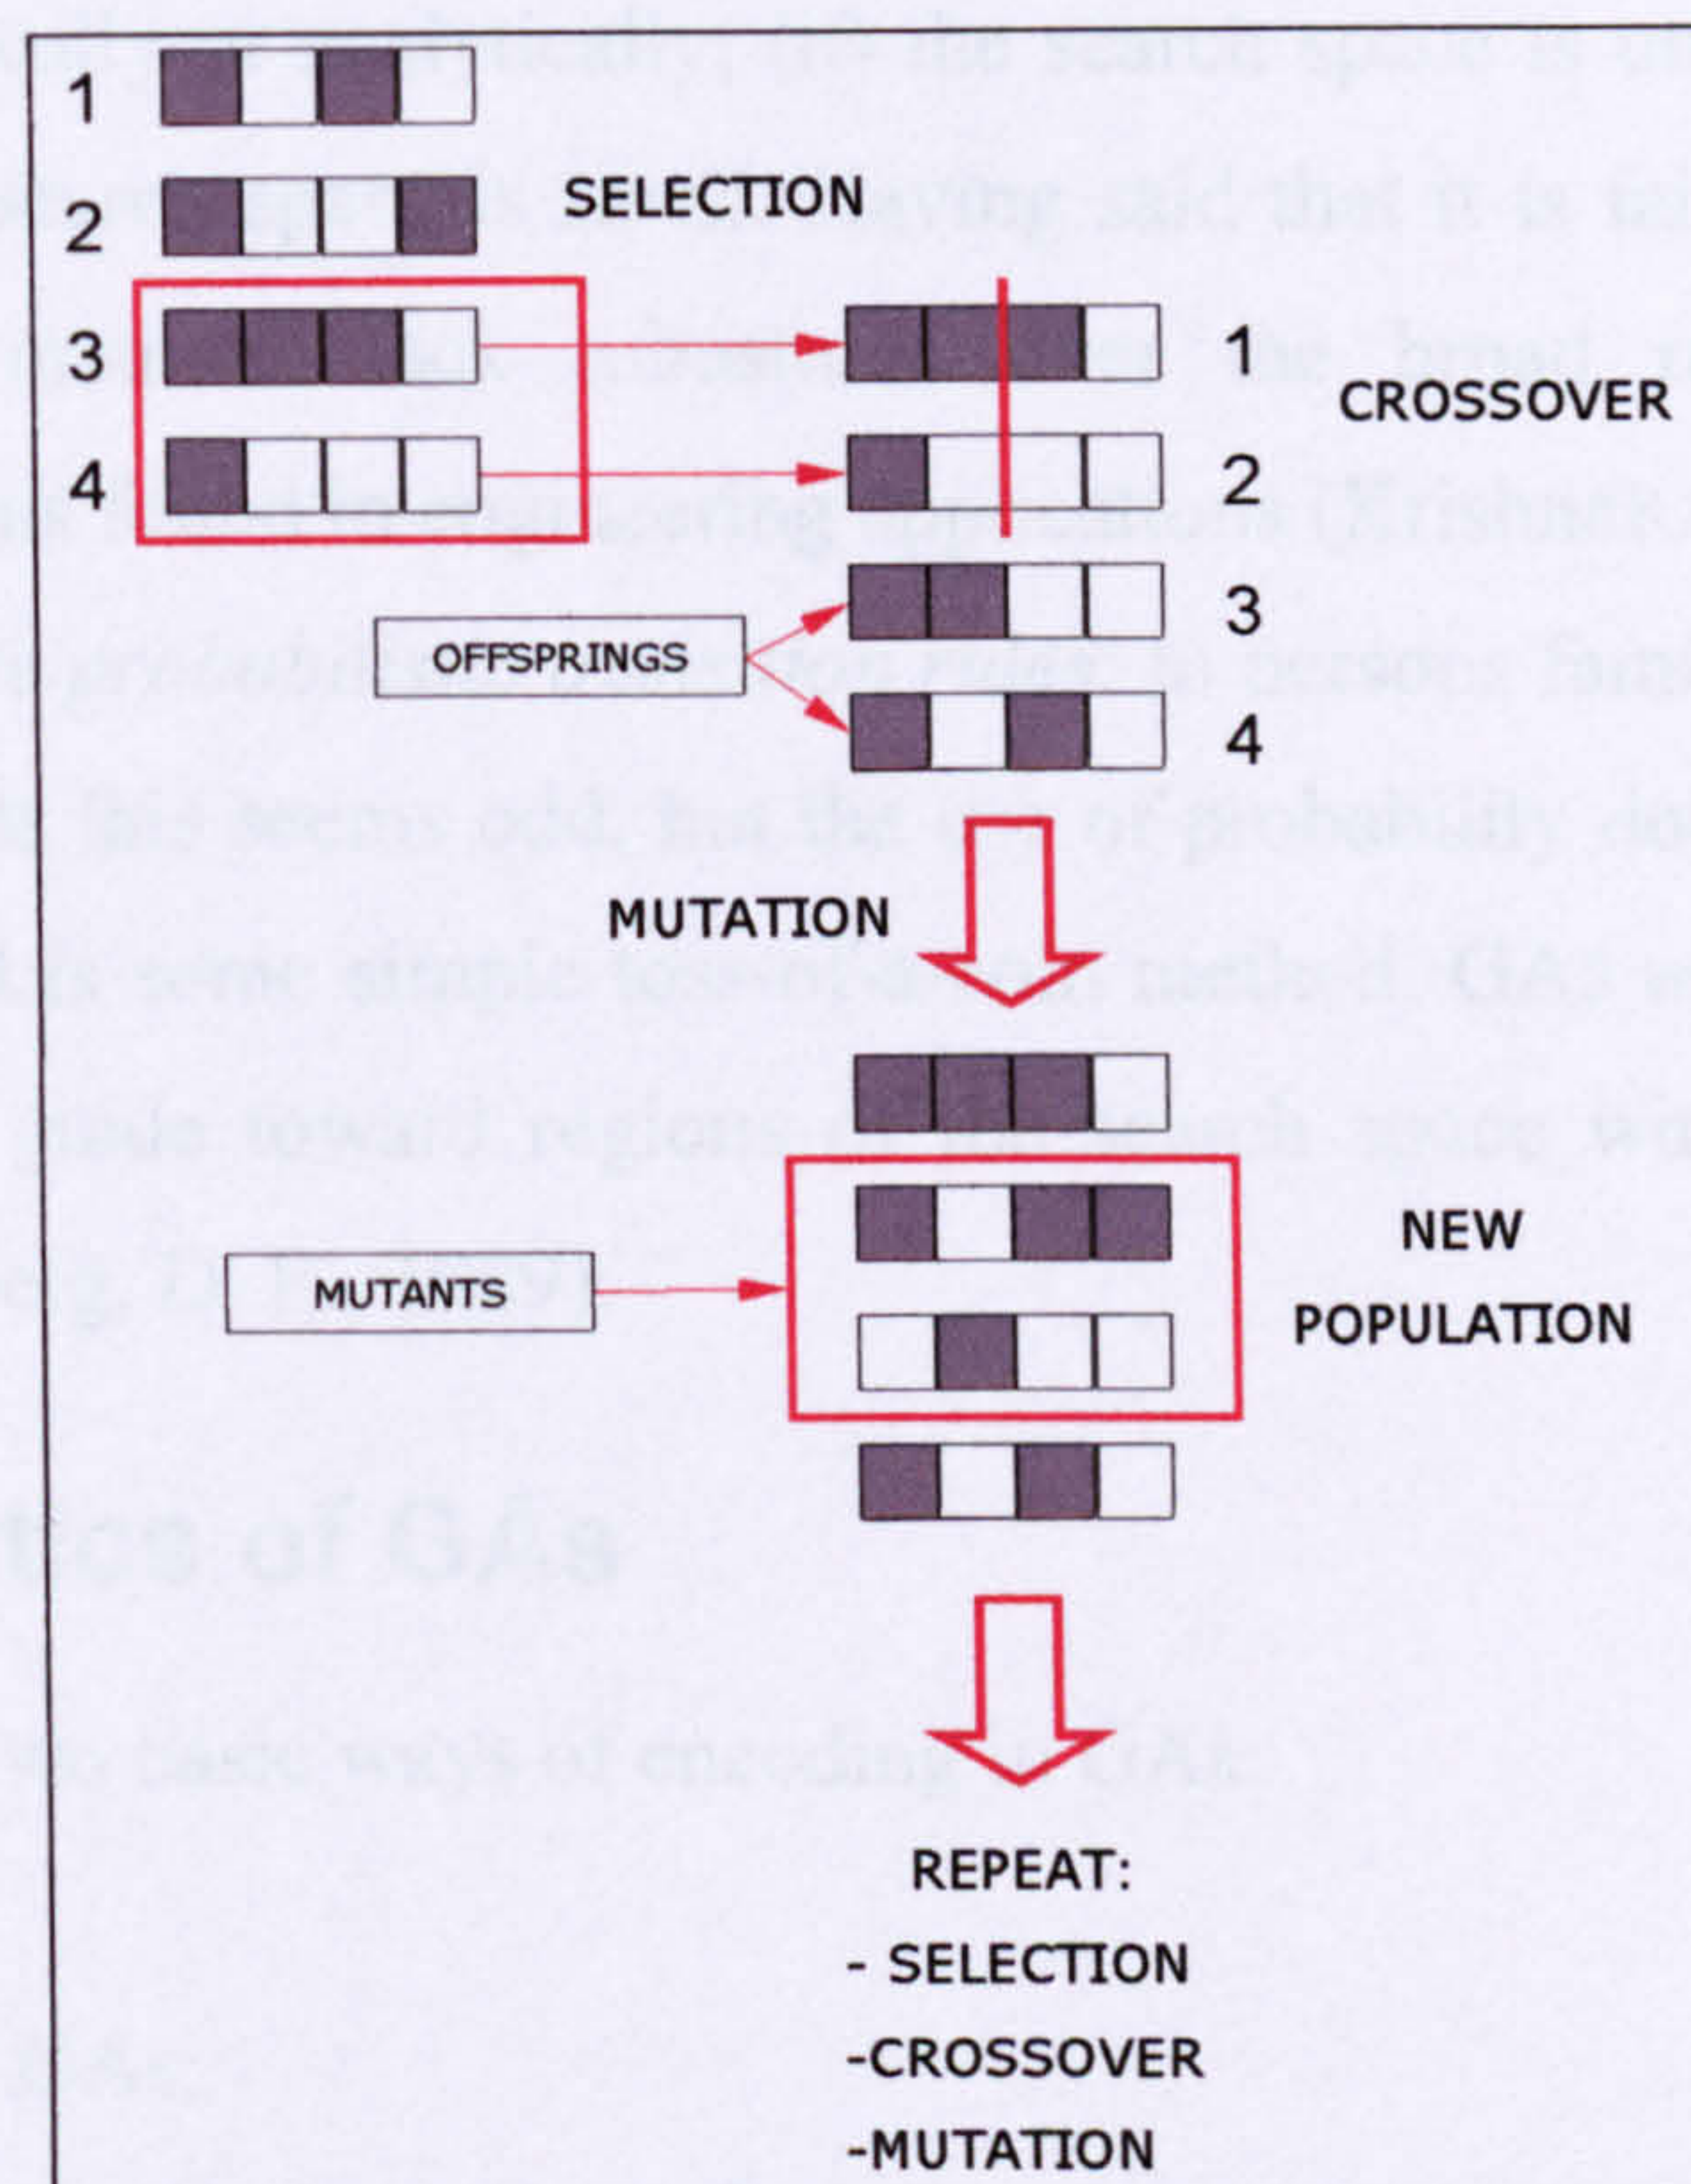 1
2
SELECTION
3
1
CROSSOVER
4
2
OFFSPRINGS
3
4
MUTATION
MUTANTS
NEW
POPULATION
REPEAT:
- SELECTION
-CROSSOVER
-MUTATION